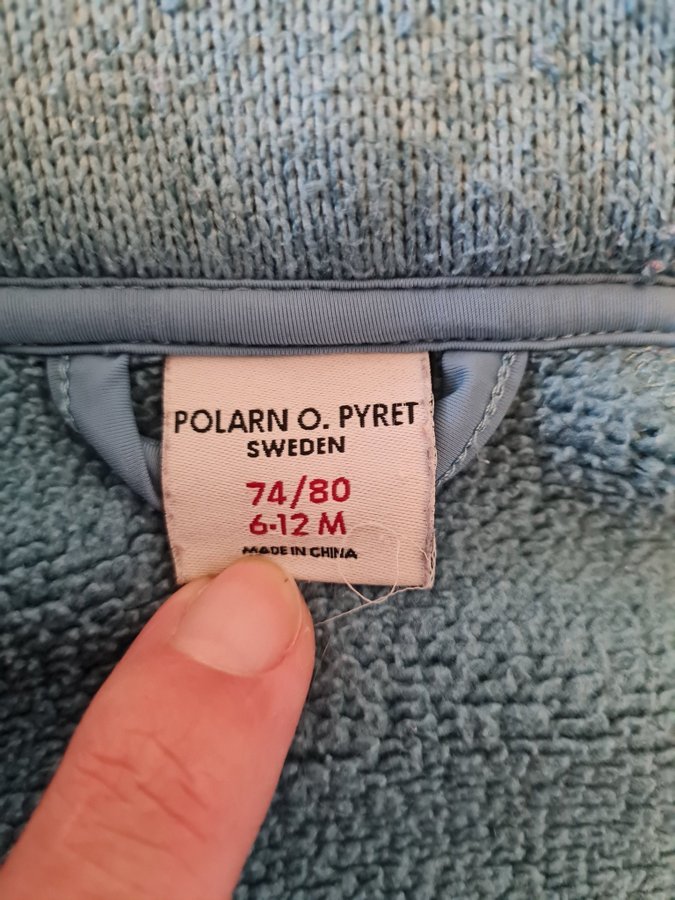 POLARN O. PYRET
SWEDEN
74/80
6-12 M
MADE IN CHINA